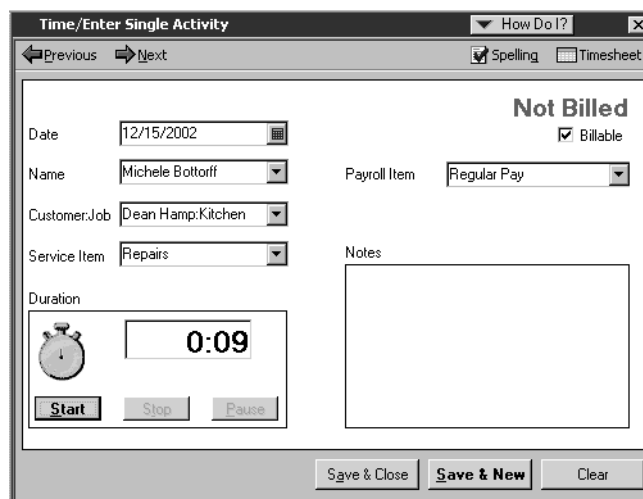 Time/Enter Single Activity How Do I?
Previous Next Spelling Timesheet
Not Billed
Date 12/15/2002 Billable
Name Michele Bottorff Payroll Item Regular Pay
Customer:Job Dean Hamp:Kitchen
Service Item Repairs Notes
Duration
0:09
Start Stop Pause
Save & Close Save & New Clear